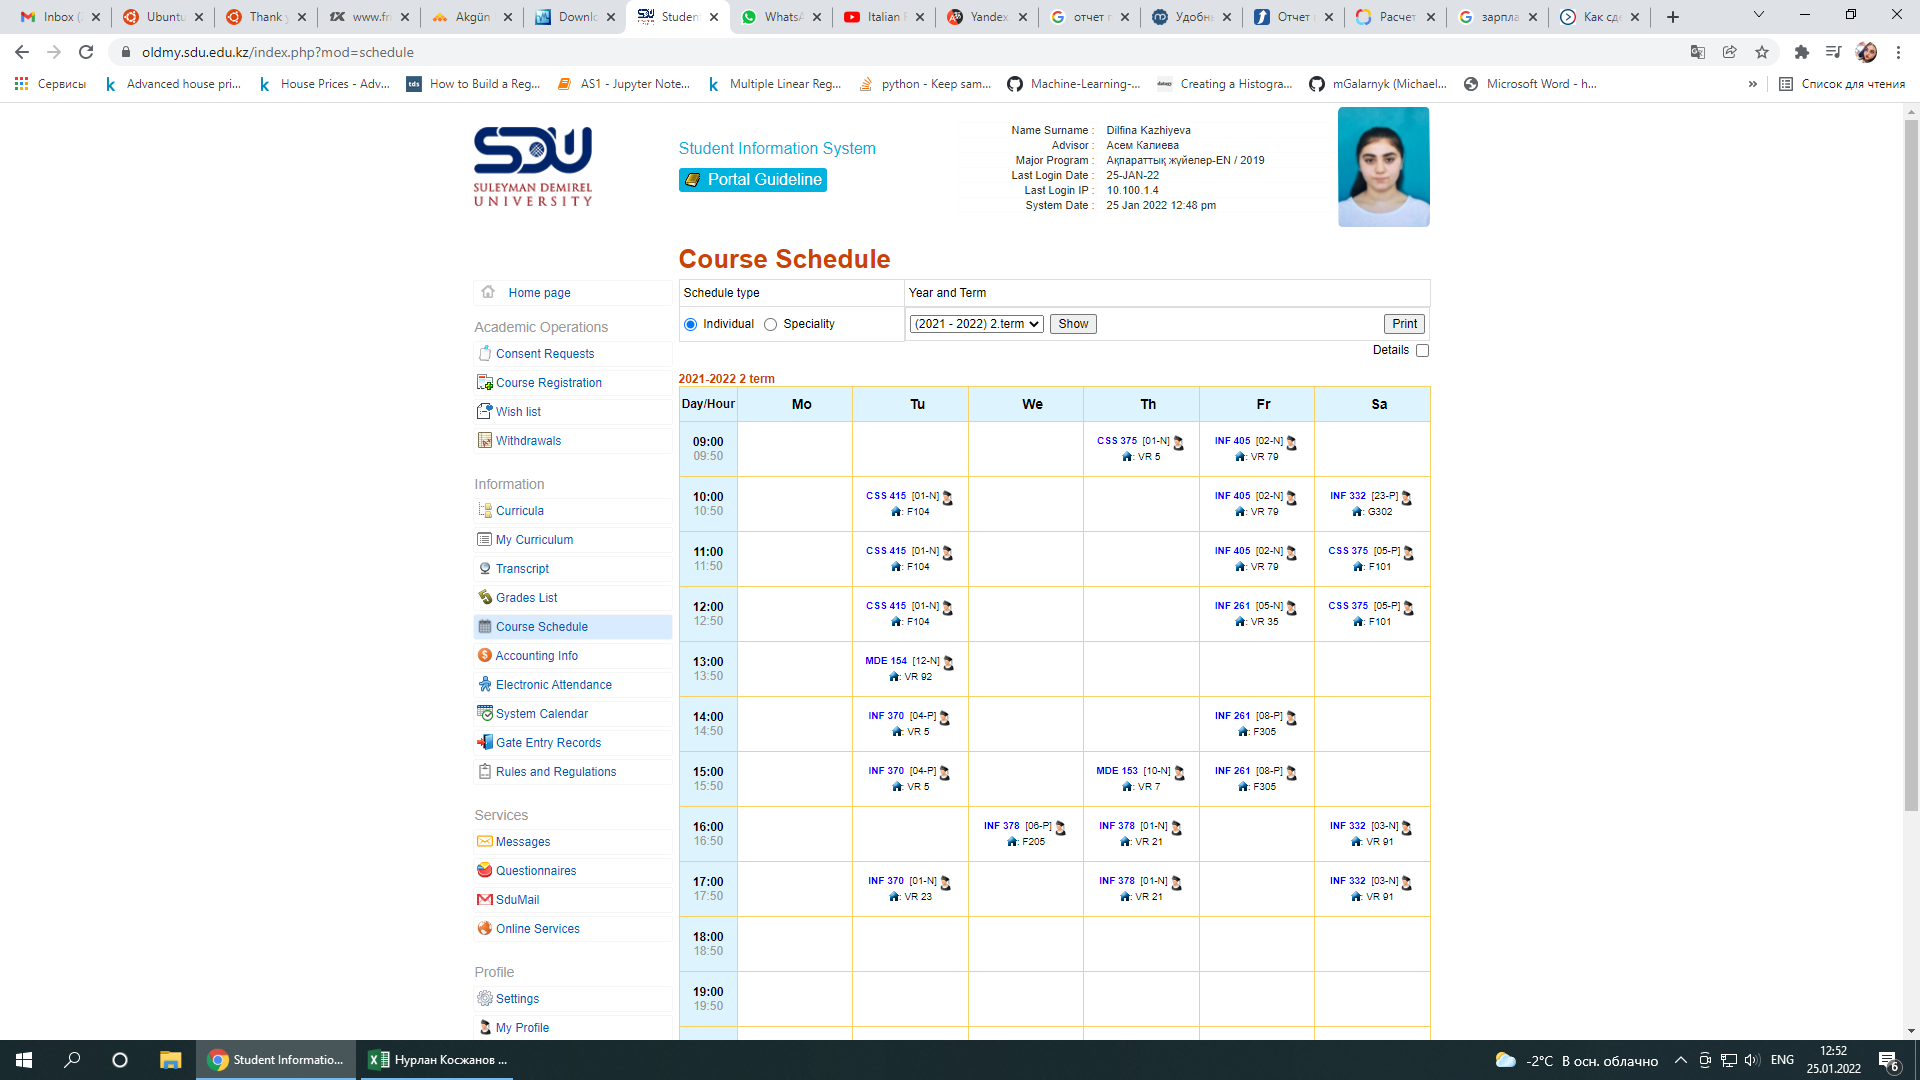 Inbox (
Ubuntu
Thank y
www.fr
Akgün
Downlo
Student
WhatsA
Italian
Yandex
отчет
Удобн
Отчет
Расчет
зарпла
Как сд
oldmy.sdu.edu.kz/index.php?mod=schedule
Сервисы
Advanced house pri...
House Prices - Adv...
How to Build a Reg...
AS1 - Jupyter Note...
Multiple Linear Reg...
python - Keep sam...
Machine-Learning-...
Creating a Histogra...
mGalarnyk (Michael...
Microsoft Word - h...
»
Список для чтения
SDU
SULEYMAN DEMIREL
UNIVERSITY
Student Information System
Portal Guideline
Name Surname : Dilfina Kazhiyeva
Advisor : Асем Калиева
Major Program : Ақпараттық жүйелер-EN / 2019
Last Login Date : 25-JAN-22
Last Login IP : 10.100.1.4
System Date : 25 Jan 2022 12:48 pm
Course Schedule
Schedule type Year and Term
Individual Speciality (2021 - 2022) 2.term Show Print
Details
Home page
Academic Operations
Consent Requests
Course Registration
Wish list
Withdrawals
Information
Curricula
My Curriculum
Transcript
Grades List
Course Schedule
Accounting Info
Electronic Attendance
System Calendar
Gate Entry Records
Rules and Regulations
Services
Messages
Questionnaires
SduMail
Online Services
Profile
Settings
My Profile
2021-2022 2 term
Day/Hour Mo Tu We Th Fr Sa
09:00 CSS 375 [01-N] INF 405 [02-N]
09:50 : VR 5 : VR 79
10:00 CSS 415 [01-N] INF 405 [02-N] INF 332 [23-P]
10:50 : F104 : VR 79 : G302
11:00 CSS 415 [01-N] INF 405 [02-N] CSS 375 [05-P]
11:50 : F104 : VR 79 : F101
12:00 CSS 415 [01-N] INF 261 [05-N] CSS 375 [05-P]
12:50 : F104 : VR 35 : F101
13:00 MDE 154 [12-N]
13:50 : VR 92
14:00 INF 370 [04-P] INF 261 [08-P]
14:50 : VR 5 : F305
15:00 INF 370 [04-P] MDE 153 [10-N] INF 261 [08-P]
15:50 : VR 5 : VR 7 : F305
16:00 INF 378 [06-P] INF 378 [01-N] INF 332 [03-N]
16:50 : F205 : VR 21 : VR 91
17:00 INF 370 [01-N] INF 378 [01-N] INF 332 [03-N]
17:50 : VR 23 : VR 21 : VR 91
18:00
18:50
19:00
19:50
Student Informatio...
Нурлан Косжанов ...
-2°C В осн. облачно
ENG
12:52
25.01.2022
6